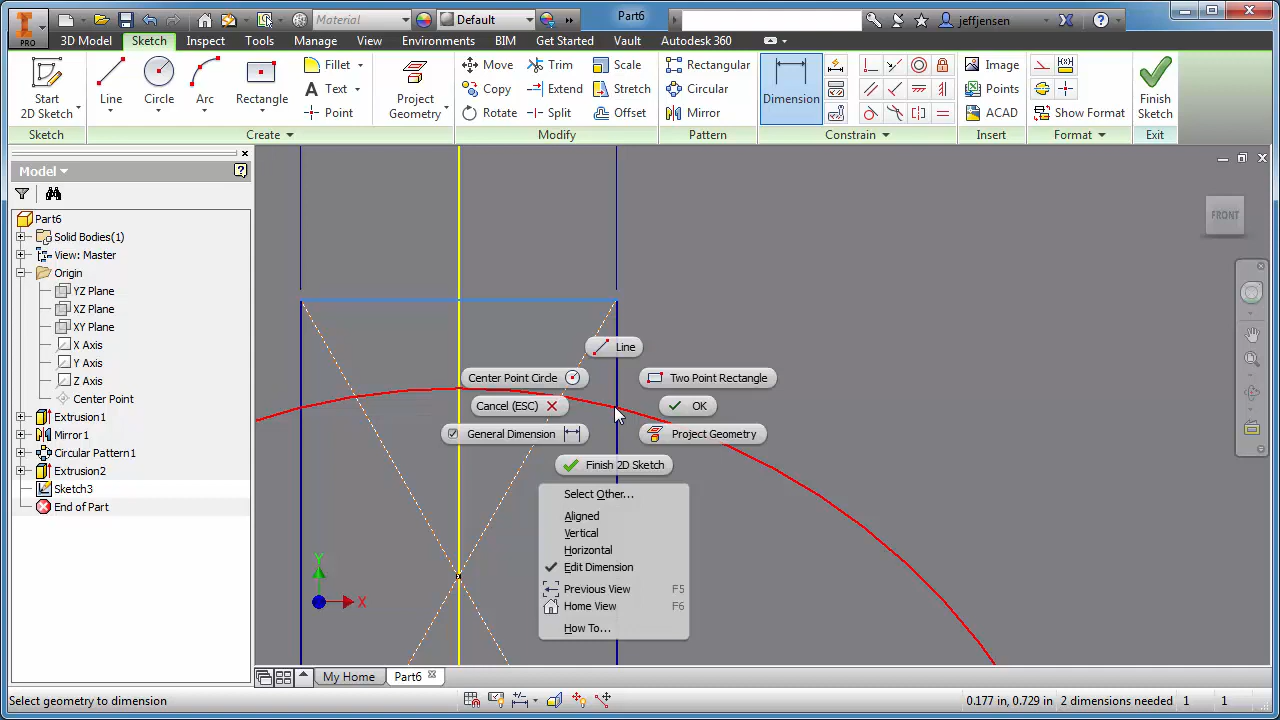 Material
Default
Part6
jeffjensen
PRO
3D Model
Sketch
Inspect
Tools
Manage
View
Environments
BIM
Get Started
Vault
Autodesk 360
Start
2D Sketch
Line
Circle
Arc
Rectangle
Fillet
Text
Point
Project
Geometry
Move
Copy
Rotate
Trim
Extend
Split
Scale
Stretch
Offset
Rectangular
Circular
Mirror
Dimension
Image
Points
ACAD
Show Format
Finish
Sketch
Sketch
Create
Modify
Pattern
Constrain
Insert
Format
Exit
Model
Part6
Solid Bodies(1)
View: Master
Origin
YZ Plane
XZ Plane
XY Plane
X Axis
Y Axis
Z Axis
Center Point
Extrusion1
Mirror1
Circular Pattern1
Extrusion2
Sketch3
End of Part
FRONT
Line
Center Point Circle
Two Point Rectangle
Cancel (ESC)
OK
General Dimension
Project Geometry
Finish 2D Sketch
Select Other...
Aligned
Vertical
Horizontal
Edit Dimension
Previous View F5
Home View F6
How To...
Y
X
My Home
Part6
Select geometry to dimension
0.177 in, 0.729 in
2 dimensions needed
1
1